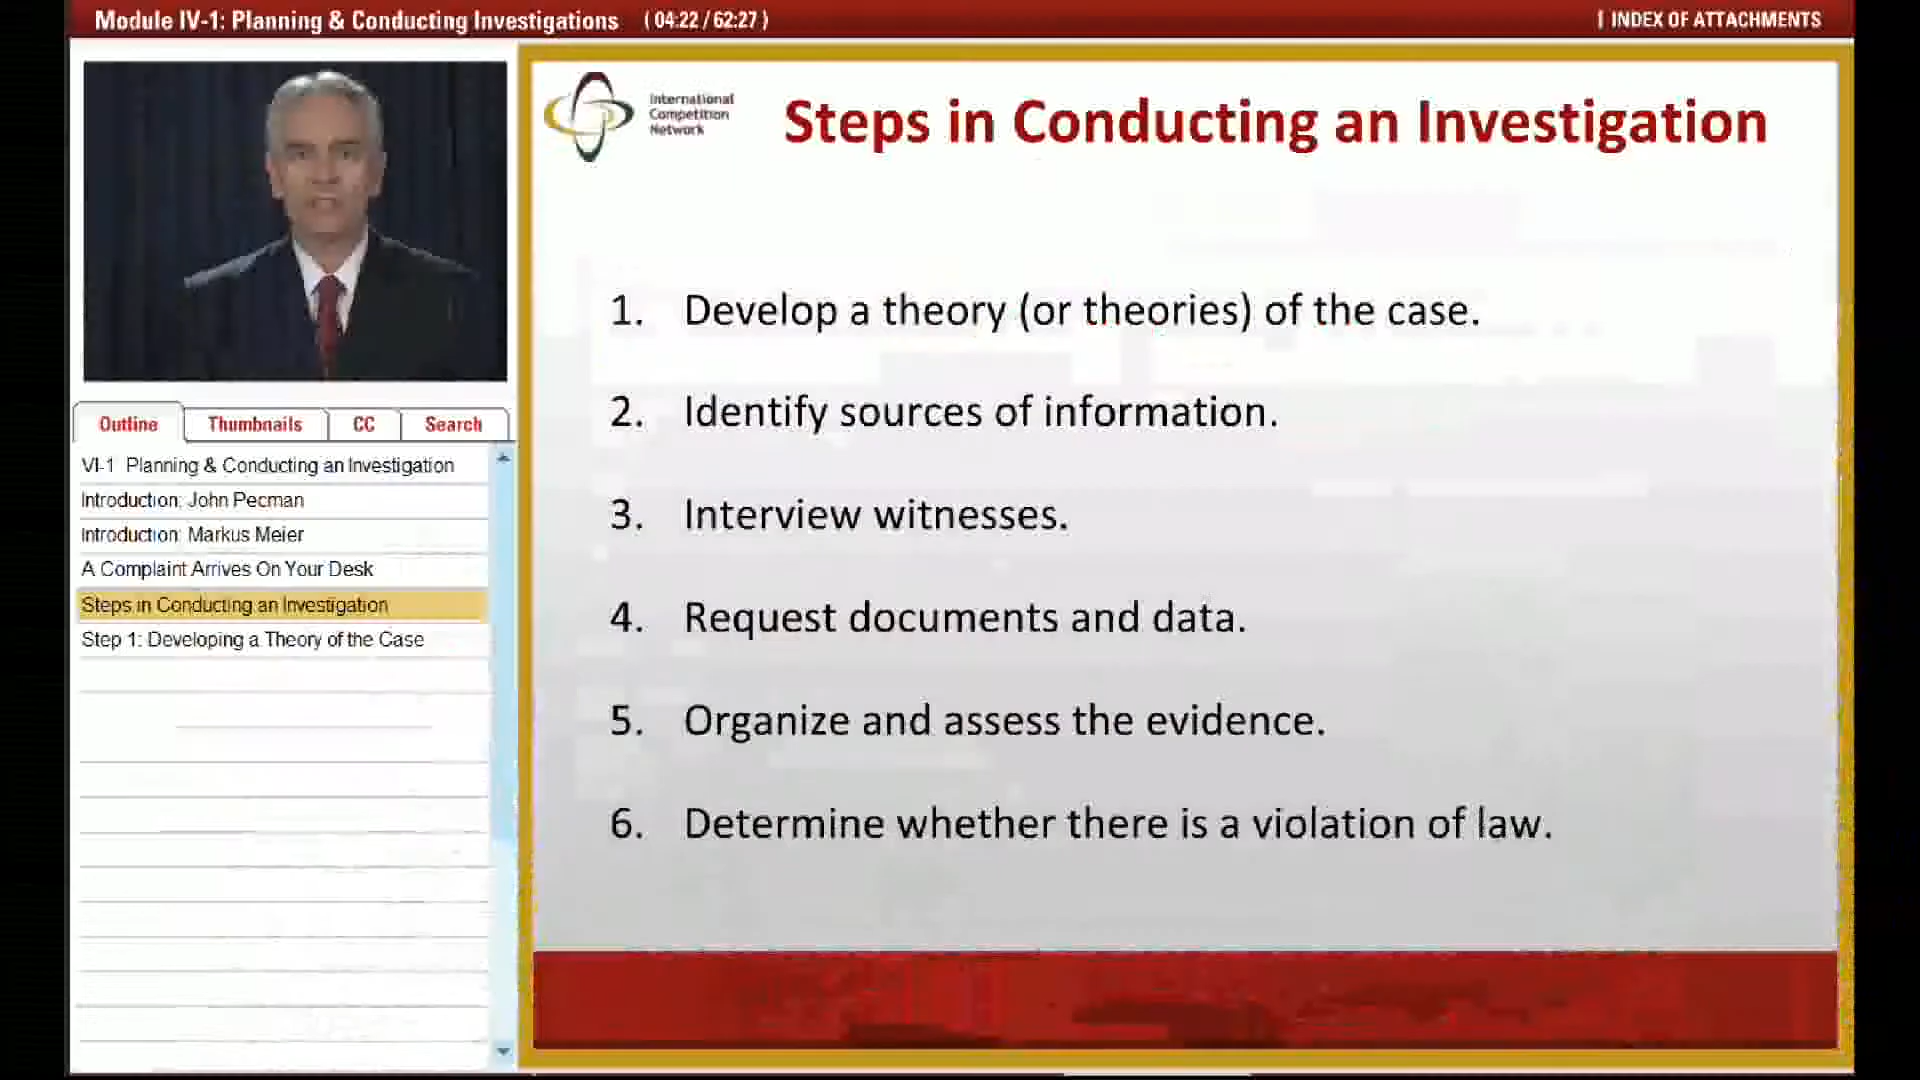 Module IV-1: Planning & Conducting Investigations ( 04:22 / 62:27 )
| INDEX OF ATTACHMENTS
International
Competition
Network
Steps in Conducting an Investigation
1. Develop a theory (or theories) of the case.
2. Identify sources of information.
3. Interview witnesses.
4. Request documents and data.
5. Organize and assess the evidence.
6. Determine whether there is a violation of law.
Outline Thumbnails CC Search
VI-1 Planning & Conducting an Investigation
Introduction: John Pecman
Introduction: Markus Meier
A Complaint Arrives On Your Desk
Steps in Conducting an Investigation
Step 1: Developing a Theory of the Case